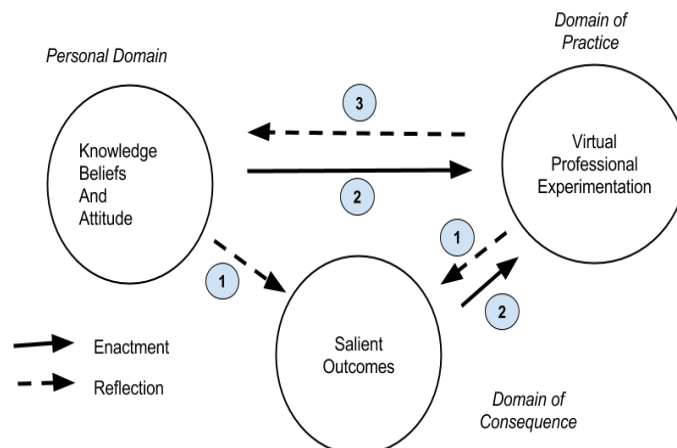 Domain of
Practice
Personal Domain
3
Knowledge
Beliefs
And
Attitude
Virtual
Professional
Experimentation
2
1
1
2
Salient
Outcomes
Enactment
Reflection
Domain of
Consequence